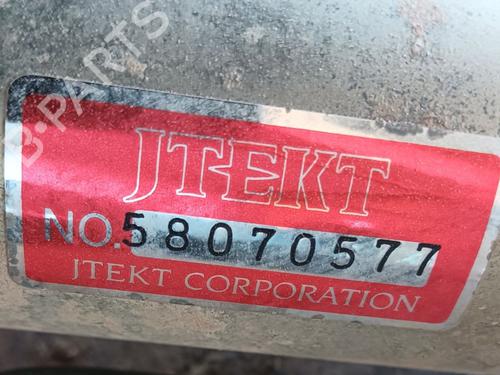 B-PARTS
JTEKT
NO.58070577
JTEKT CORPORATION